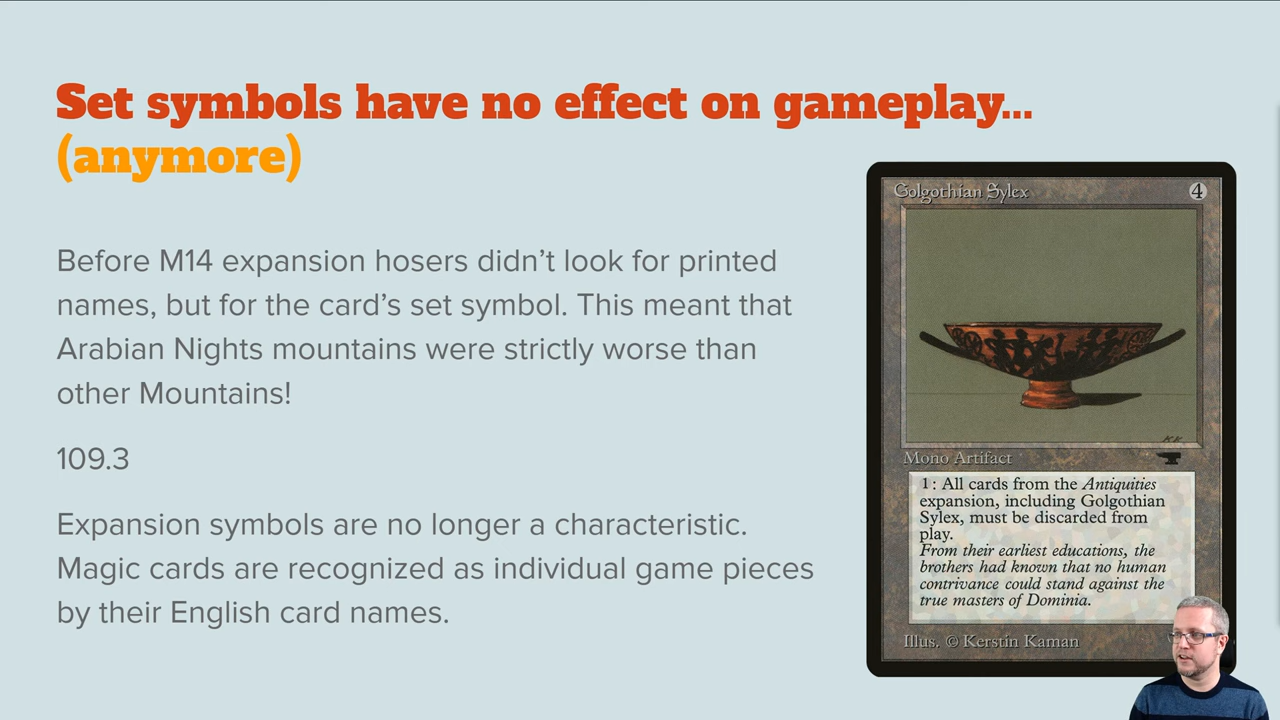 Set symbols have no effect on gameplay...
(anymore)
Before M14 expansion hosers didn’t look for printed
names, but for the card’s set symbol. This meant that
Arabian Nights mountains were strictly worse than
other Mountains!
109.3
Expansion symbols are no longer a characteristic.
Magic cards are recognized as individual game pieces
by their English card names.
Golgothian Sylex 4
Mono Artifact
1: All cards from the Antiquities
expansion, including Golgothian
Sylex, must be discarded from
play.
From their earliest educations, the
brothers had known that no human
contrivance could stand against the
true masters of Dominia.
Illus. © Kerstin Kaman